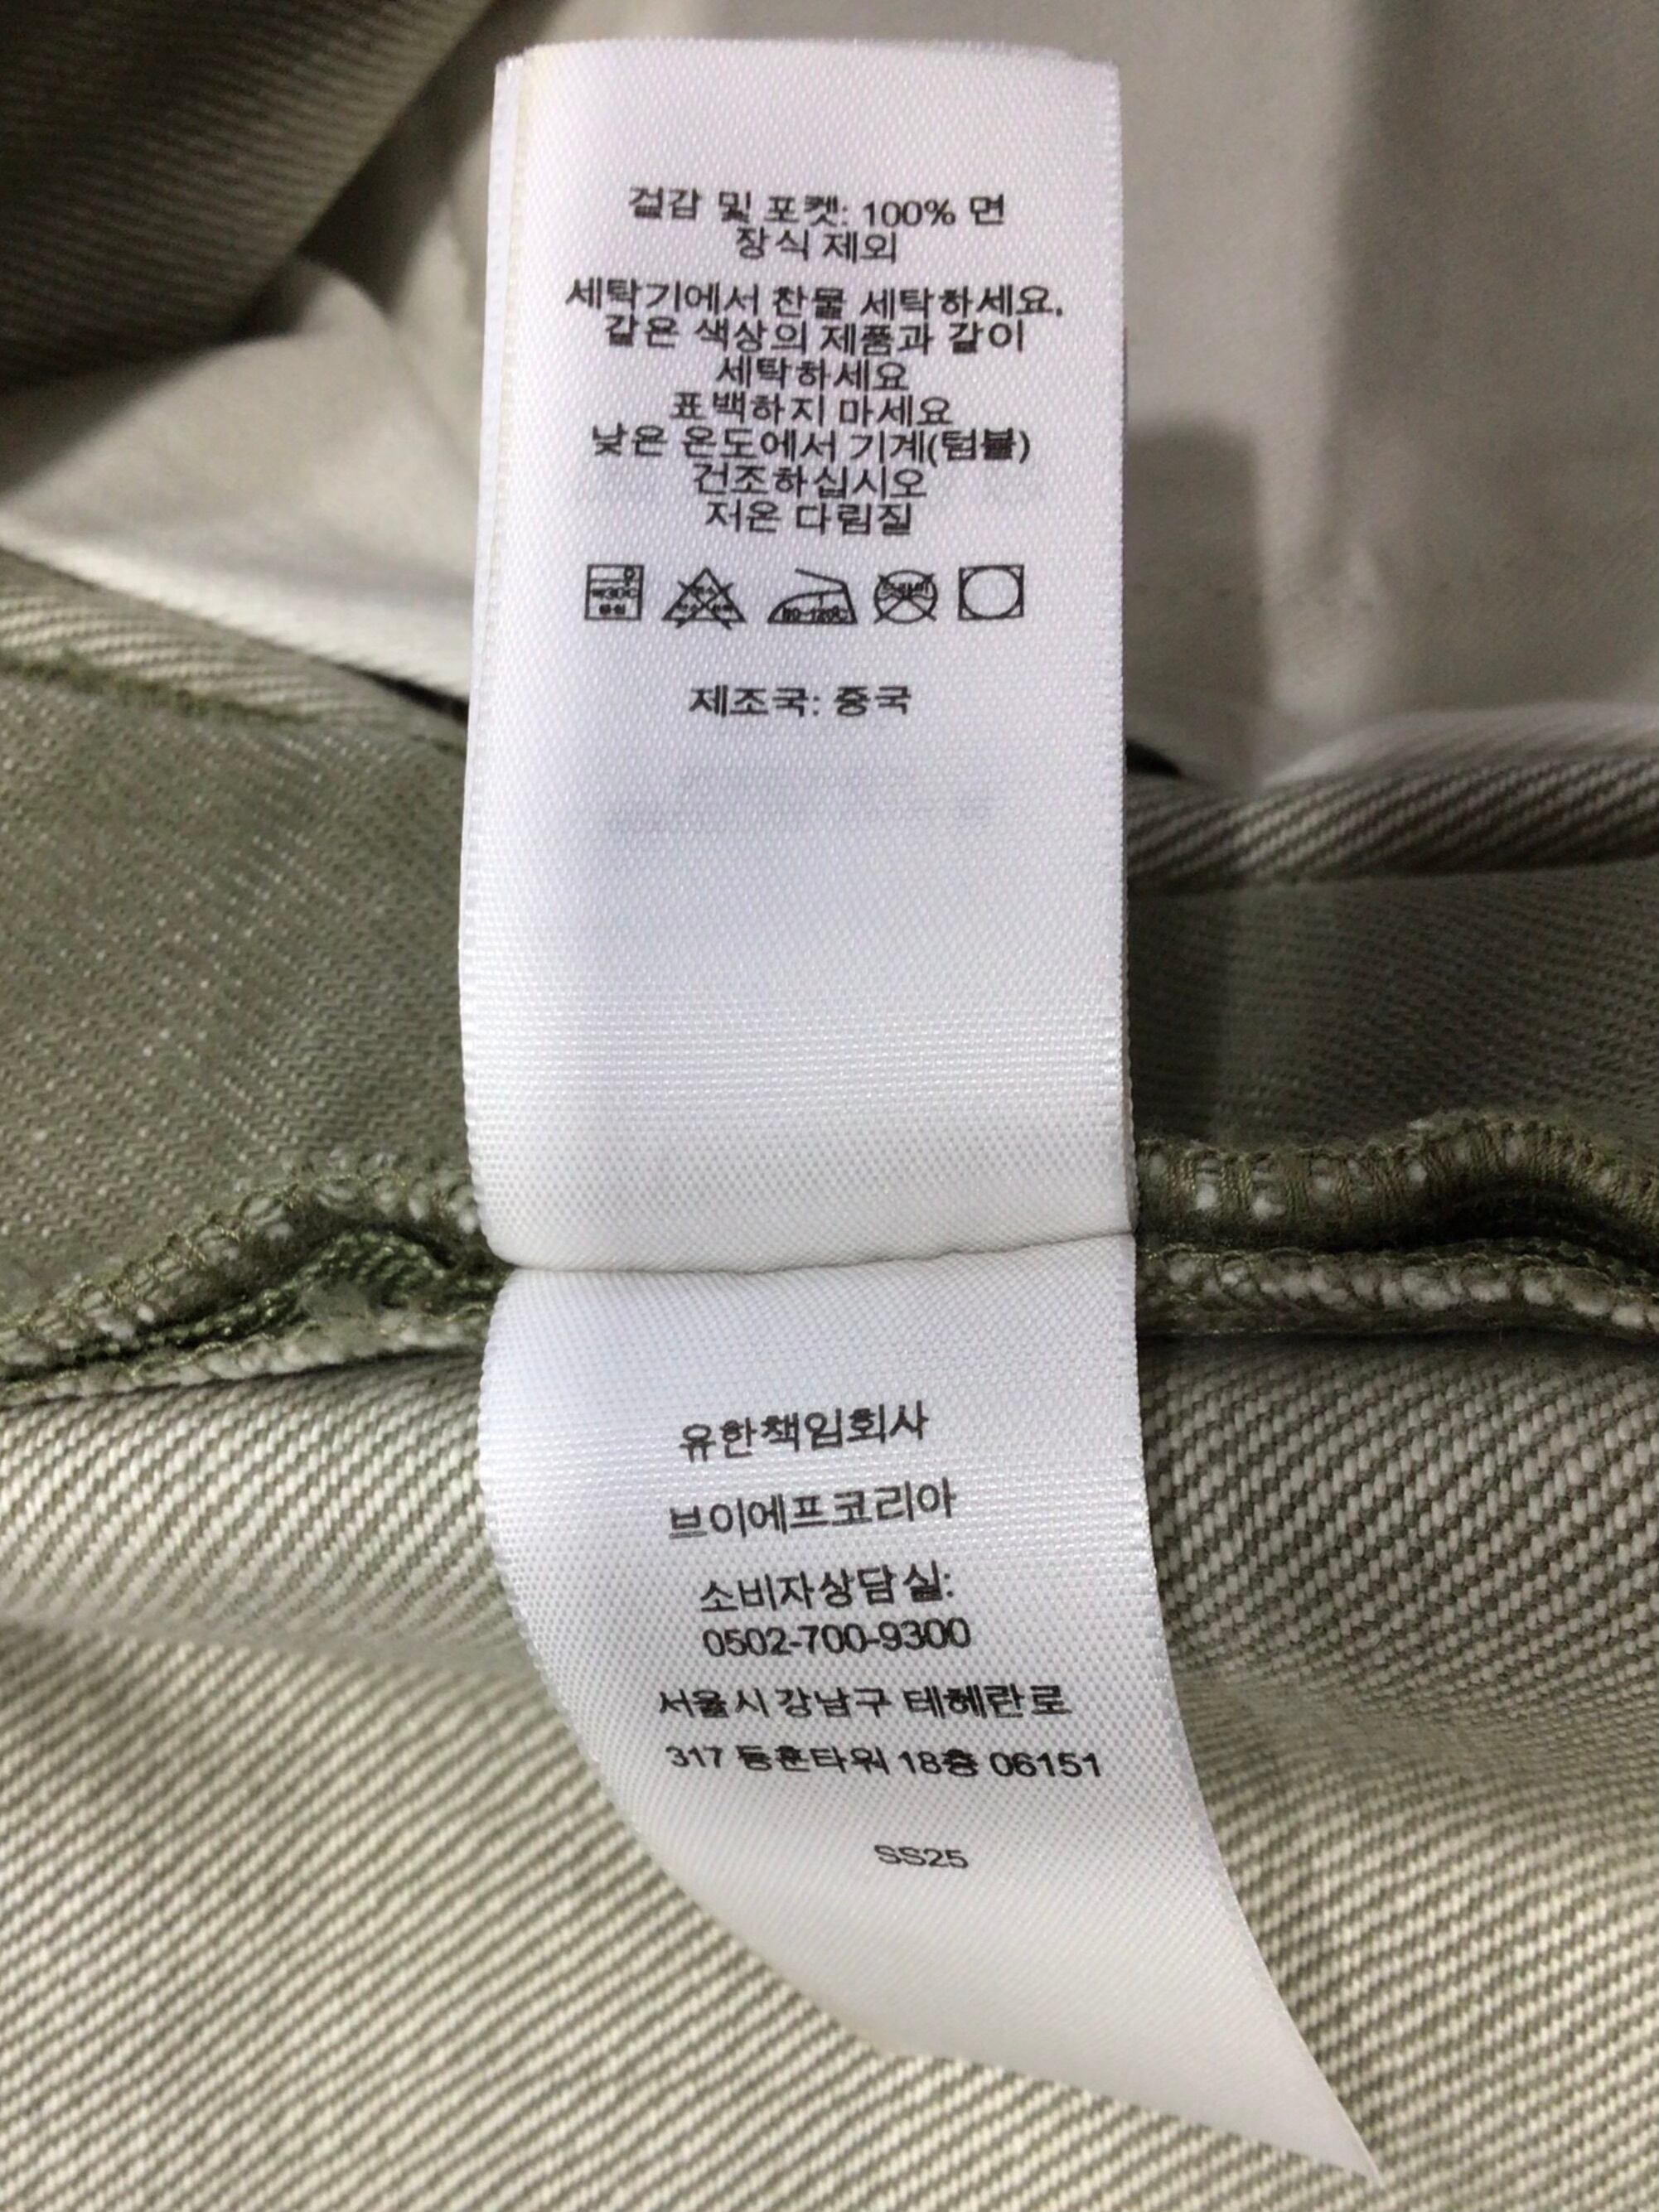 겉감 및 포켓: 100% 면
장식 제외
세탁기에서 찬물 세탁하세요.
같은 색상의 제품과 같이
세탁하세요
표백하지 마세요
낮은 온도에서 기계(텀블)
건조하십시오
저온 다림질
제조국: 중국
유한책임회사
브이에프코리아
소비자상담실:
0502-700-9300
서울시 강남구 테헤란로
317 동훈타워 18층 06151
SS25